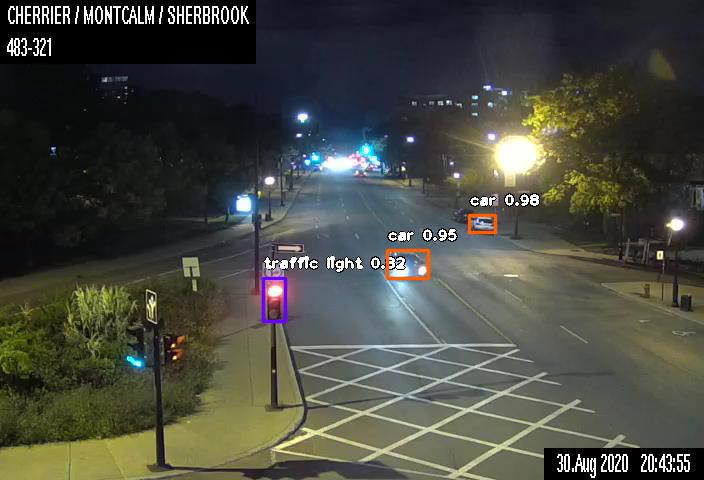 CHERRIER / MONTCALM / SHERBROOK
483-321
car 0.98
car 0.95
traffic light 0.82
30.Aug 2020 20:43:55